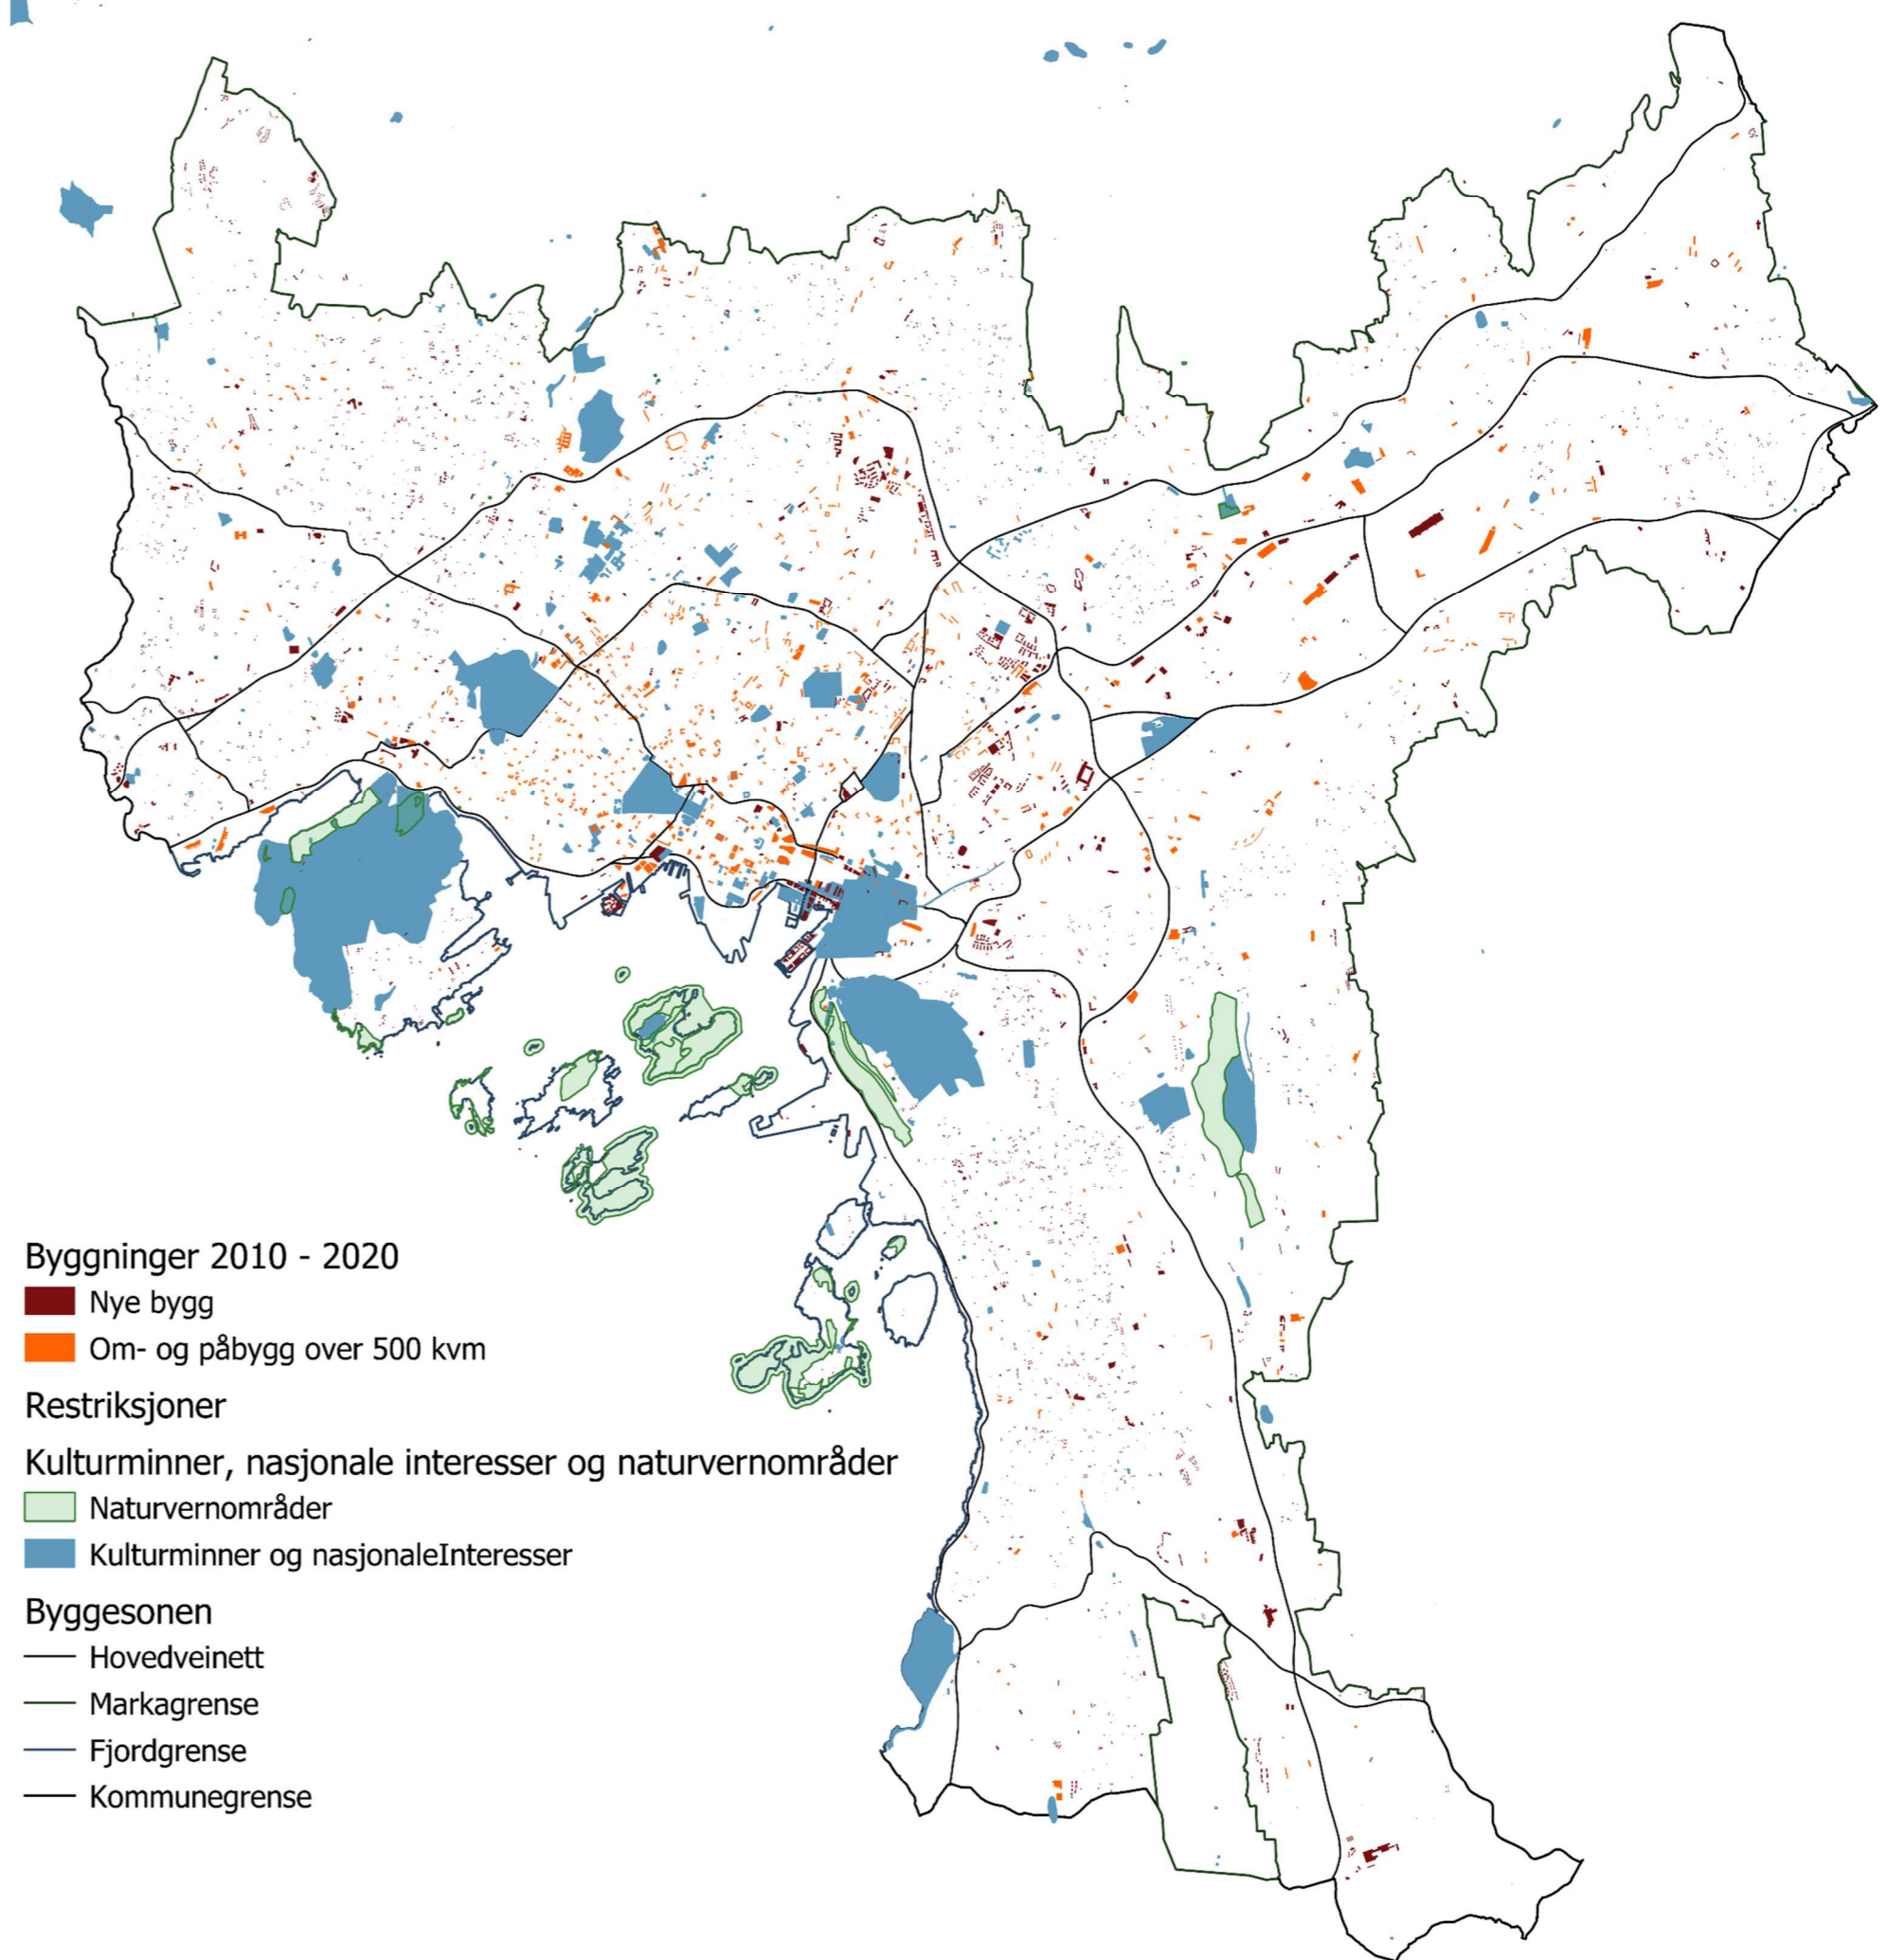 Byggninger 2010 - 2020
Nye bygg
Om- og påbygg over 500 kvm
Restriksjoner
Kulturminner, nasjonale interesser og naturvernområder
Naturvernområder
Kulturminner og nasjonaleInteresser
Byggesonen
Hovedveinett
Markagrense
Fjordgrense
Kommunegrense